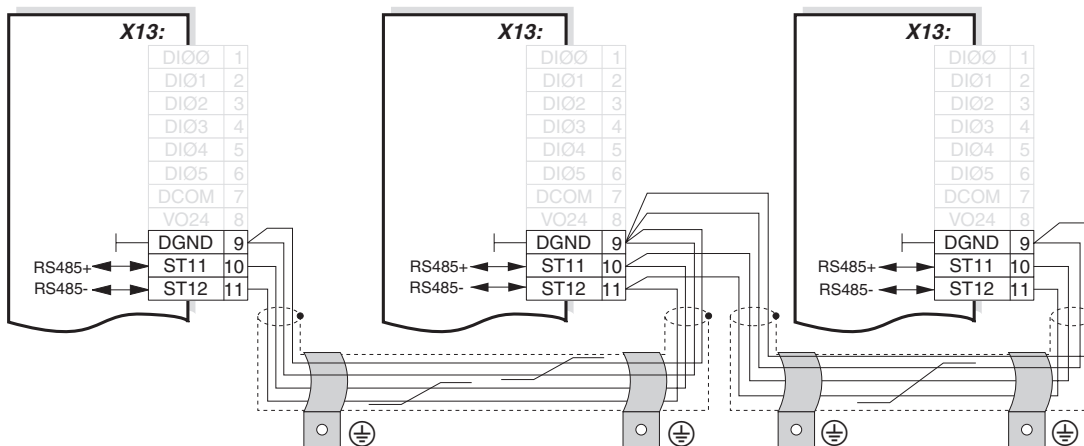 X13: X13: X13:
DIØØ 1 DIØØ 1 DIØØ 1
DIØ1 2 DIØ1 2 DIØ1 2
DIØ2 3 DIØ2 3 DIØ2 3
DIØ3 4 DIØ3 4 DIØ3 4
DIØ4 5 DIØ4 5 DIØ4 5
DIØ5 6 DIØ5 6 DIØ5 6
DCOM 7 DCOM 7 DCOM 7
VO24 8 VO24 8 VO24 8
DGND 9 DGND 9 DGND 9
RS485+ ST11 10 RS485+ ST11 10 RS485+ ST11 10
RS485- ST12 11 RS485- ST12 11 RS485- ST12 11